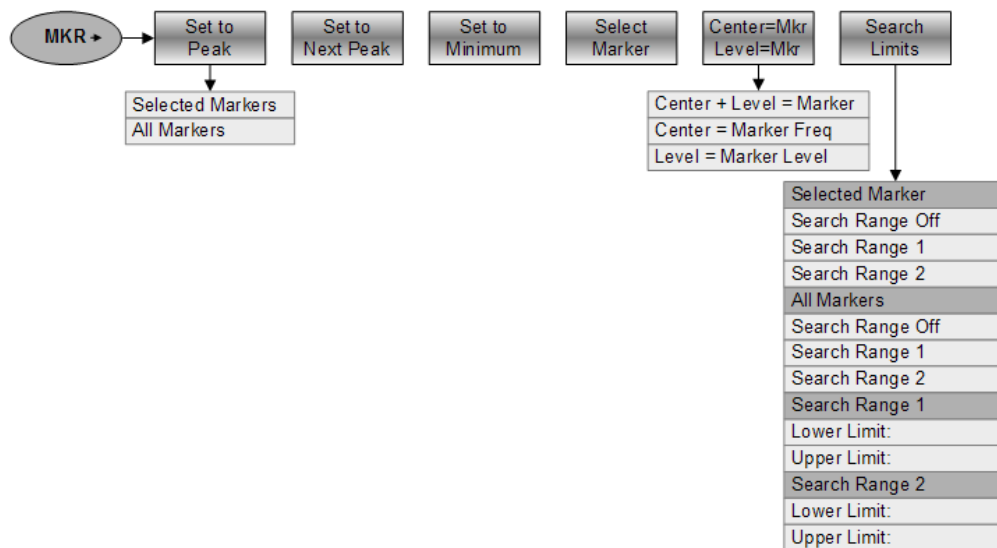 MKR
Set to
Peak
Set to
Next Peak
Set to
Minimum
Select
Marker
Center=Mkr
Level=Mkr
Search
Limits
Selected Markers
All Markers
Center + Level = Marker
Center = Marker Freq
Level = Marker Level
Selected Marker
Search Range Off
Search Range 1
Search Range 2
All Markers
Search Range Off
Search Range 1
Search Range 2
Search Range 1
Lower Limit:
Upper Limit:
Search Range 2
Lower Limit:
Upper Limit: